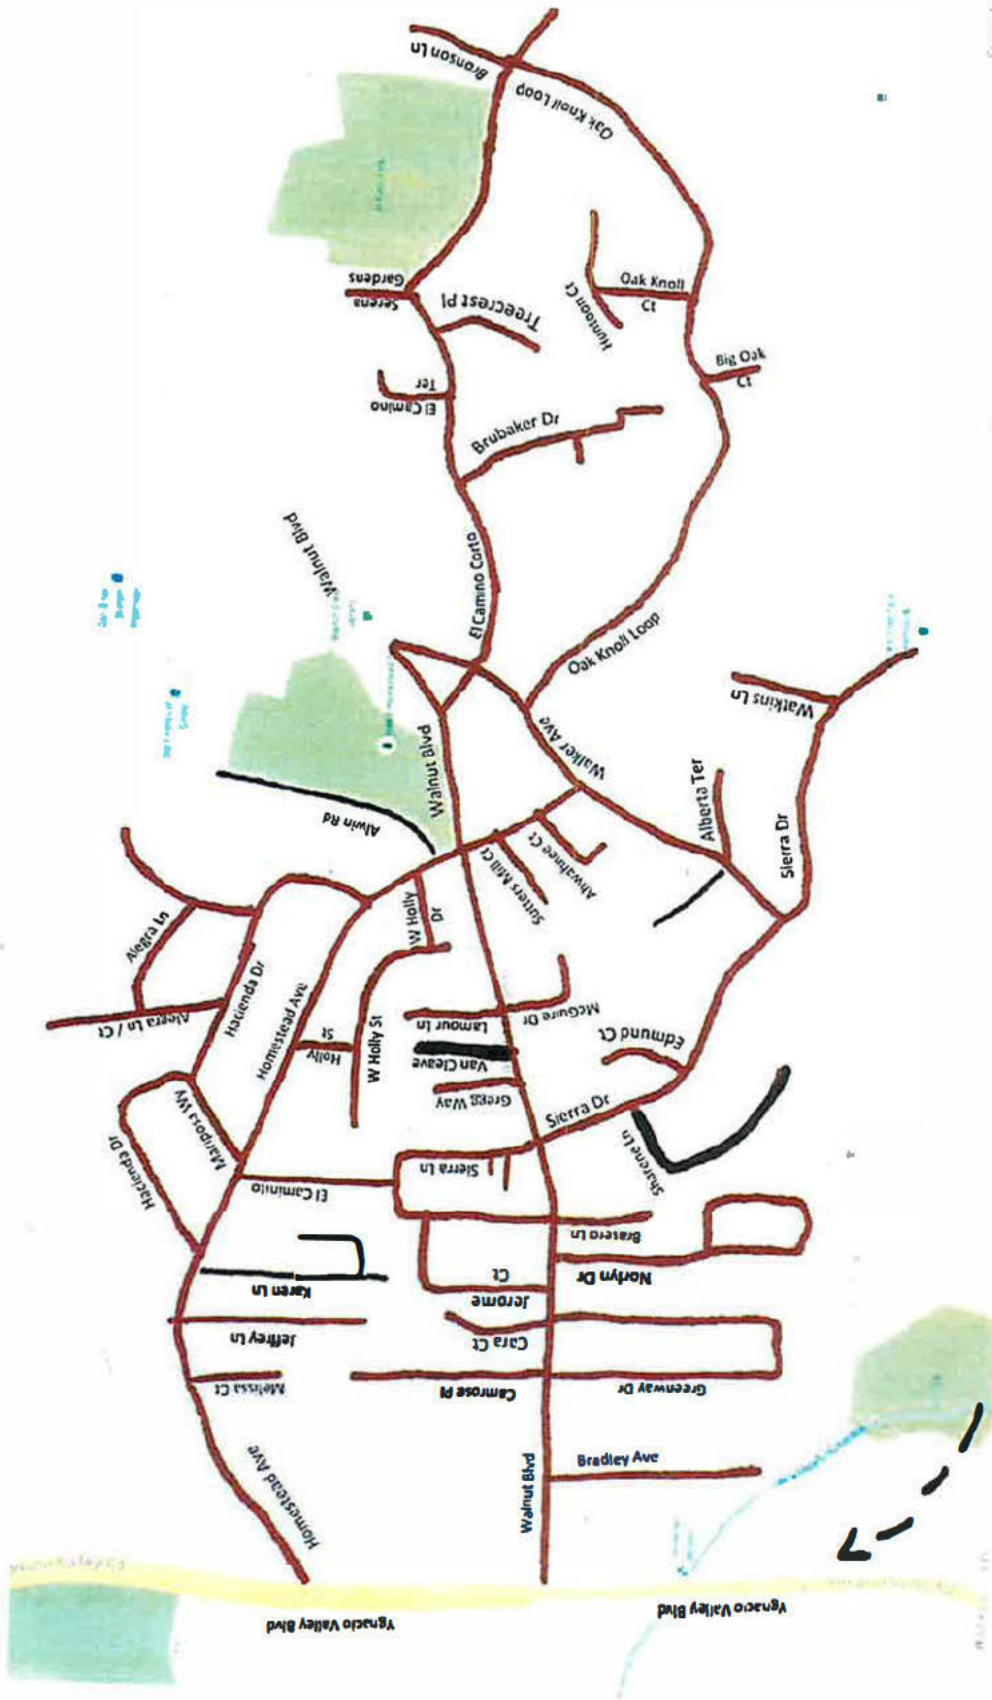 Bronson Ln
Oak Knoll Loop
Serena
Gardens
Treecrest Pl
Oak Knoll
Ct
Huntoon Ct
Big Oak
Ct
El Camino
Ter
Brubaker Dr
Walnut Blvd
El Camino Corto
Oak Knoll Loop
Watkins Ln
Walker Ave
Walnut Blvd
Alwin Rd
Alberta Ter
Sierra Dr
Ahwahnee Ct
Sutters Mill Ct
W Holly
Dr
Alegra Ln
Alegra Ln / Ct
Hacienda Dr
Homestead Ave
Holly
St
W Holly St
Lamour Ln
McGuire Dr
Van Cleave
Gregg Way
Edmund Ct
Sierra Dr
Sharene Ln
Mariposa Wy
Hacienda Dr
El Caminito
Sierra Ln
Brasero Ln
Norlyn Dr
Karen Ln
Jerome
Ct
Jeffrey Ln
Cara Ct
Melissa Ct
Camrose Pl
Greenway Dr
Homestead Ave
Walnut Blvd
Bradley Ave
Ygnacio Valley Blvd
Ygnacio Valley Blvd